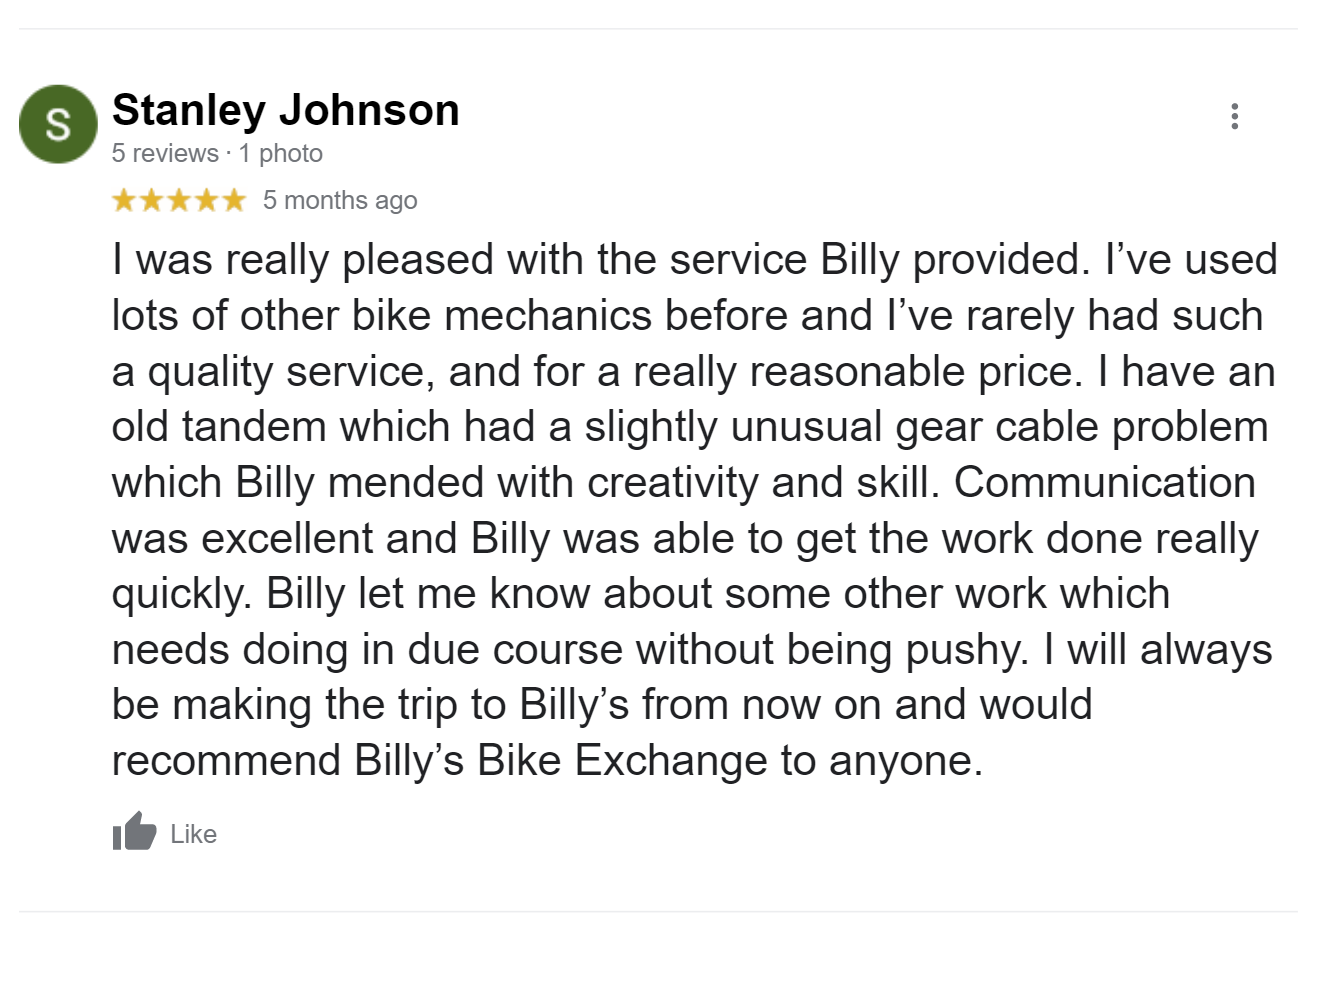 S
Stanley Johnson
5 reviews · 1 photo
5 months ago
I was really pleased with the service Billy provided. I’ve used
lots of other bike mechanics before and I’ve rarely had such
a quality service, and for a really reasonable price. I have an
old tandem which had a slightly unusual gear cable problem
which Billy mended with creativity and skill. Communication
was excellent and Billy was able to get the work done really
quickly. Billy let me know about some other work which
needs doing in due course without being pushy. I will always
be making the trip to Billy’s from now on and would
recommend Billy’s Bike Exchange to anyone.
Like